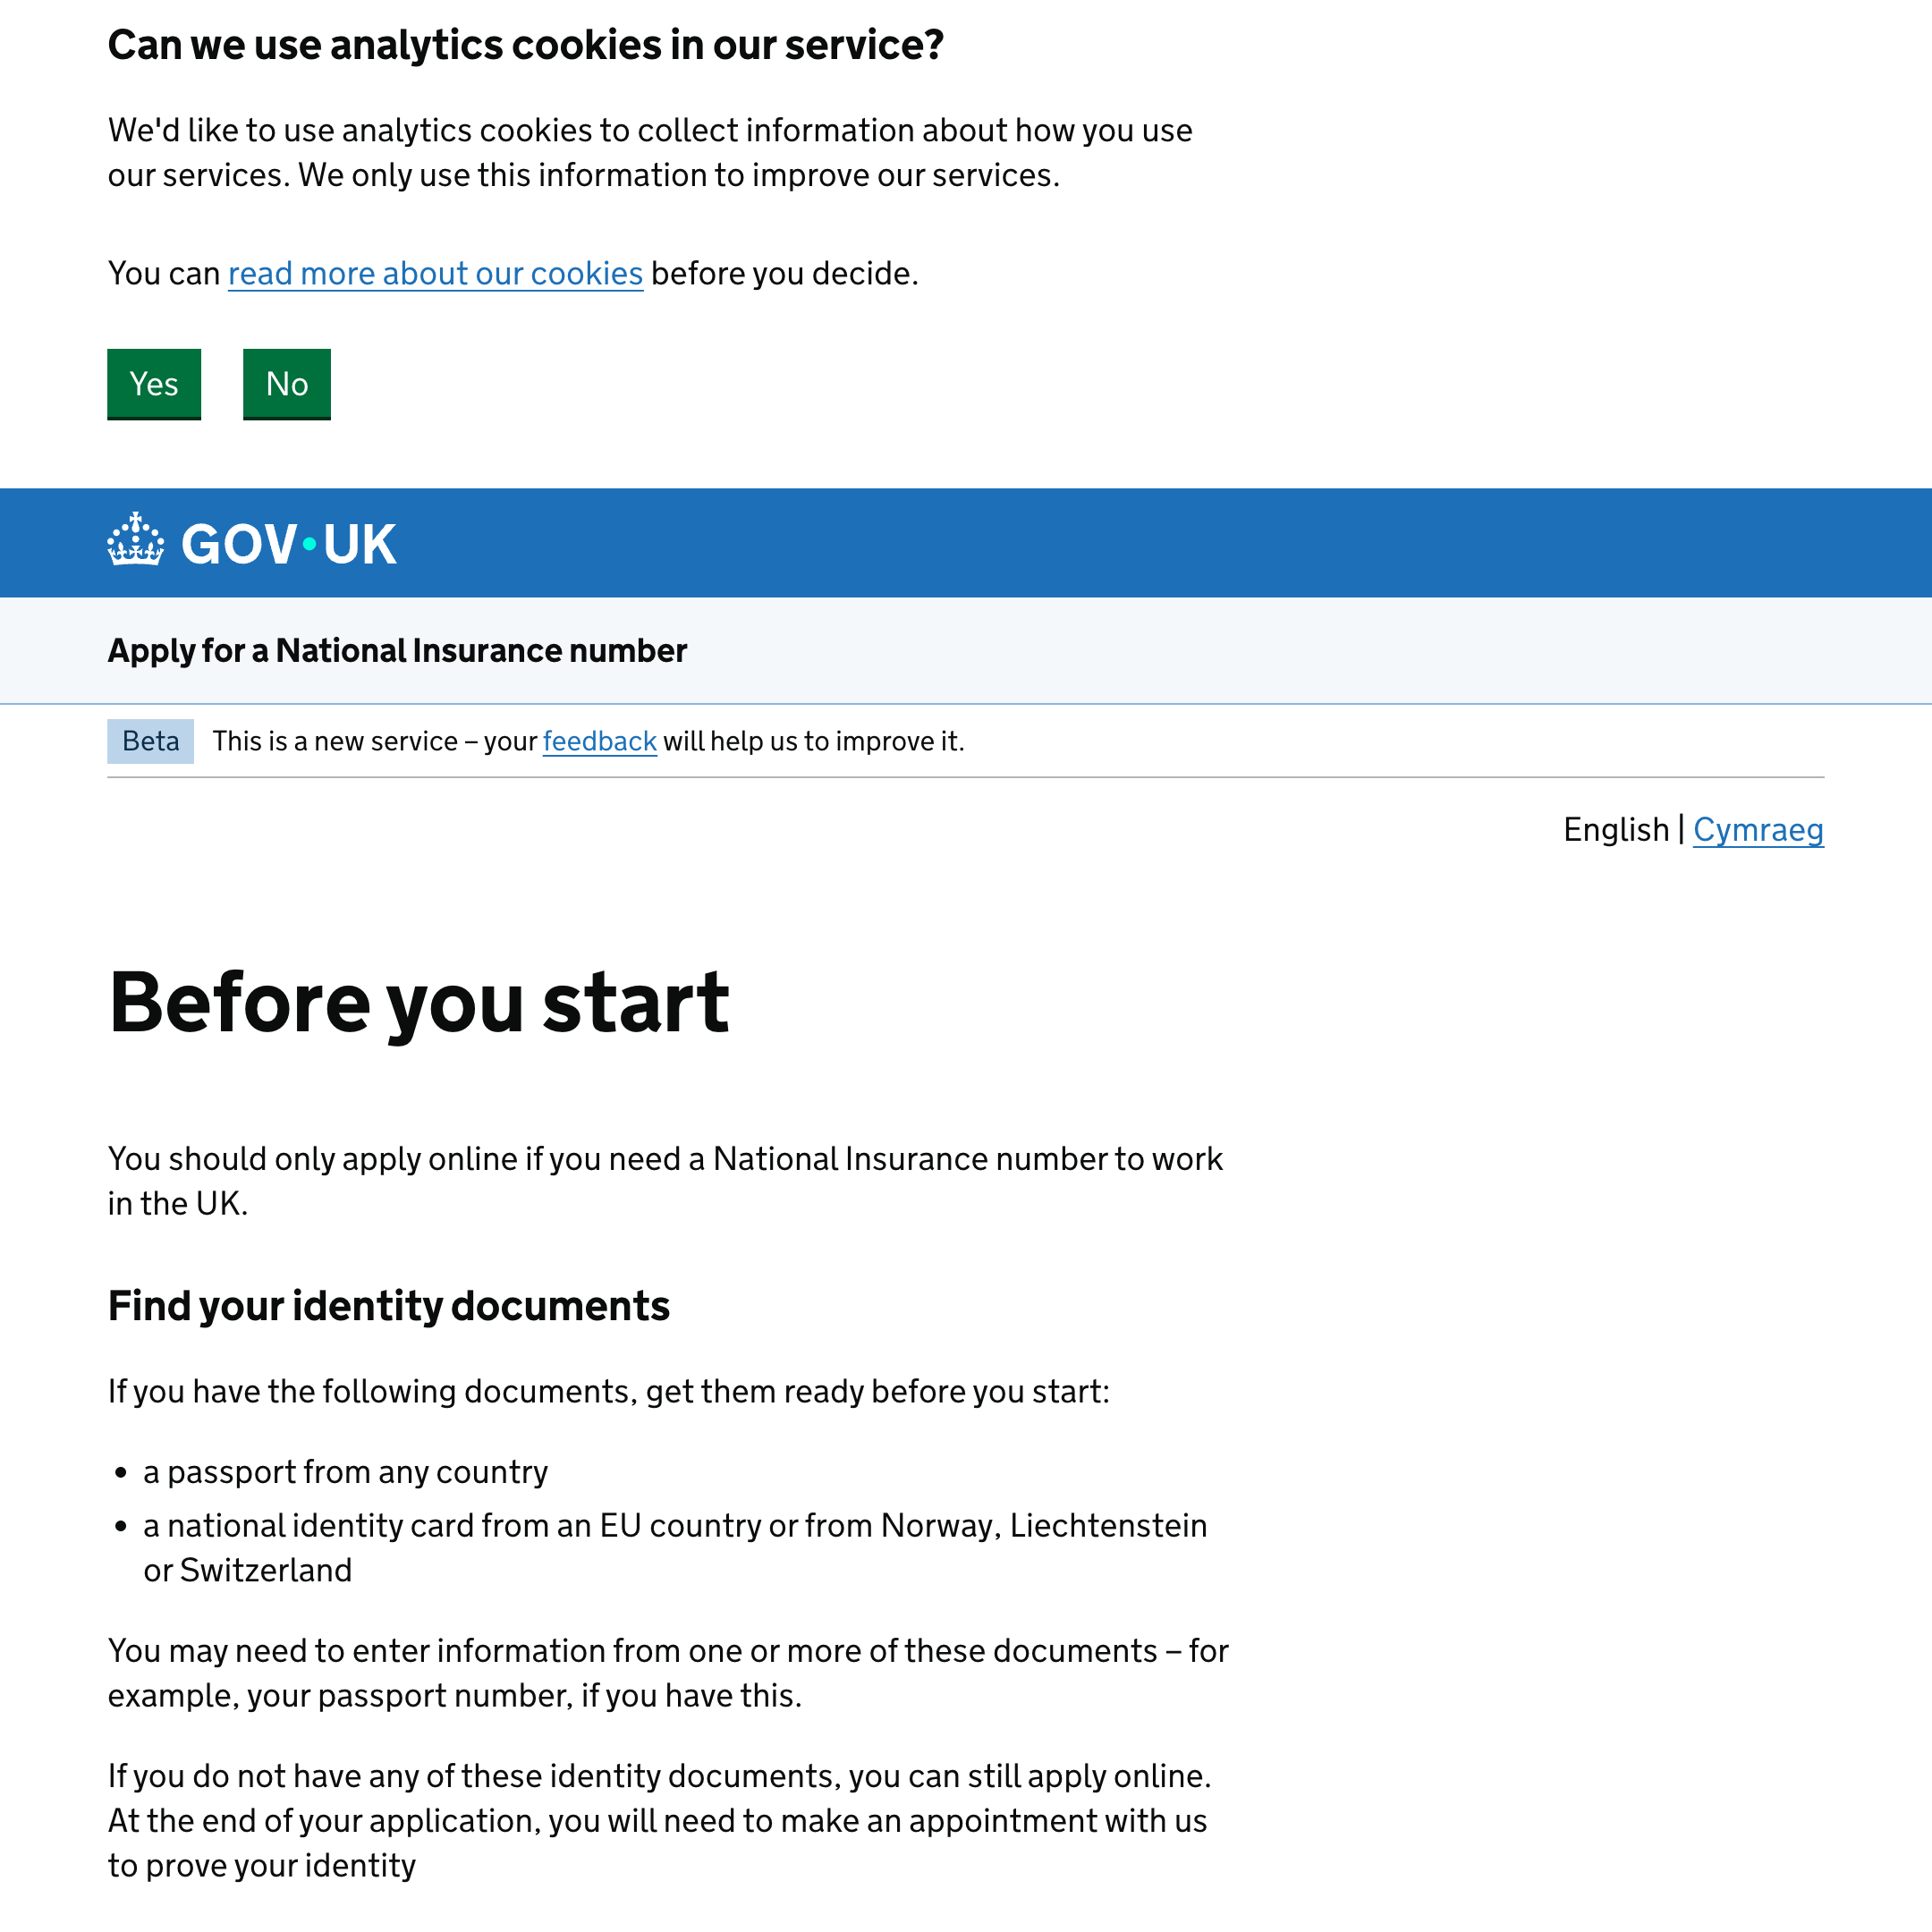 Can we use analytics cookies in our service?
We'd like to use analytics cookies to collect information about how you use
our services. We only use this information to improve our services.
You can read more about our cookies before you decide.
Yes No
GOV·UK
Apply for a National Insurance number
Beta This is a new service – your feedback will help us to improve it.
English | Cymraeg
Before you start
You should only apply online if you need a National Insurance number to work
in the UK.
Find your identity documents
If you have the following documents, get them ready before you start:
• a passport from any country
• a national identity card from an EU country or from Norway, Liechtenstein
or Switzerland
You may need to enter information from one or more of these documents – for
example, your passport number, if you have this.
If you do not have any of these identity documents, you can still apply online.
At the end of your application, you will need to make an appointment with us
to prove your identity